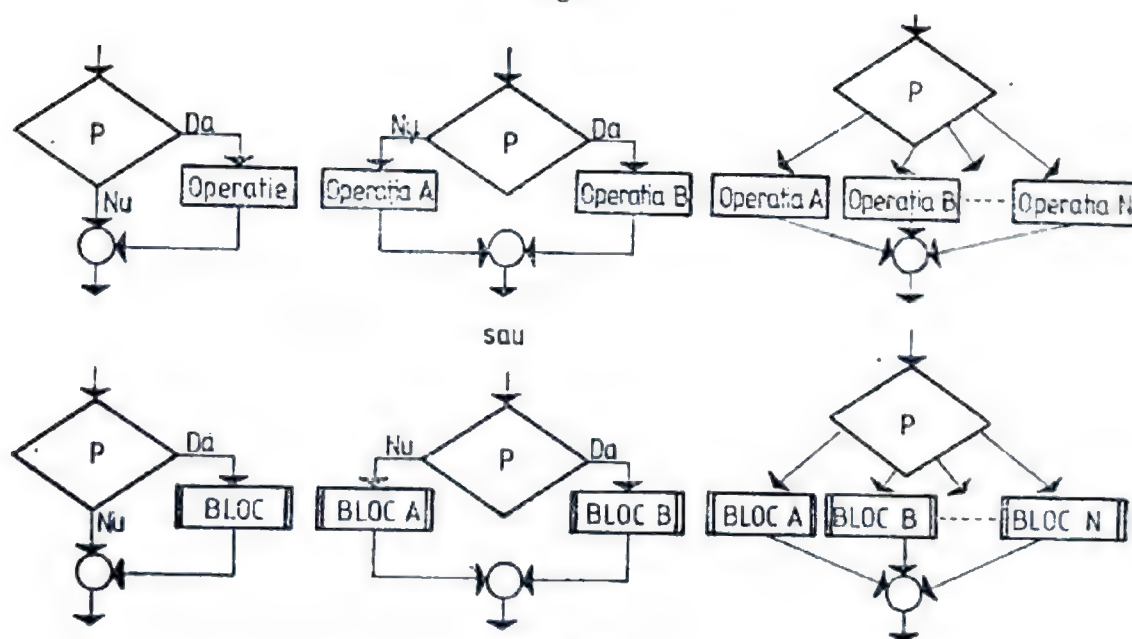 P P P
Da Nu Da
Operatie Operația A Operatia B Operatia A Operatia B Operatia N
Nu
sau
P P P
Da Nu Da
BLOC BLOC A BLOC B BLOC A BLOC B BLOC N
Nu